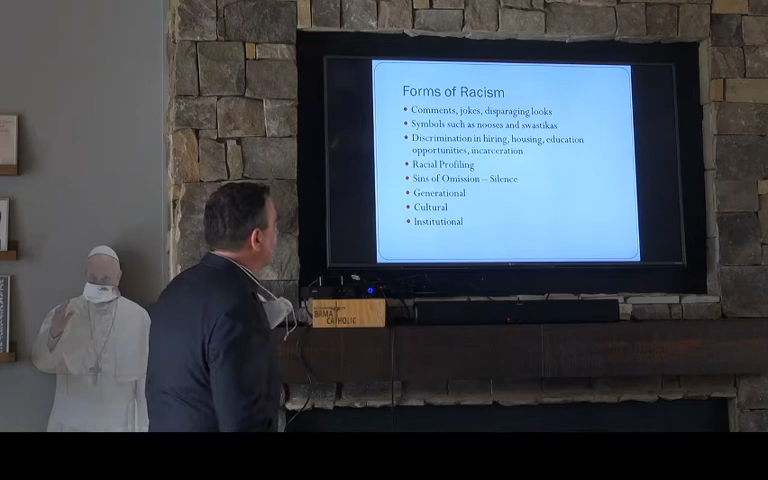 Forms of Racism
• Comments, jokes, disparaging looks
• Symbols such as nooses and swastikas
• Discrimination in hiring, housing, education
opportunities, incarceration
• Racial Profiling
• Sins of Omission – Silence
• Generational
• Cultural
• Institutional
BAMA
CATHOLIC